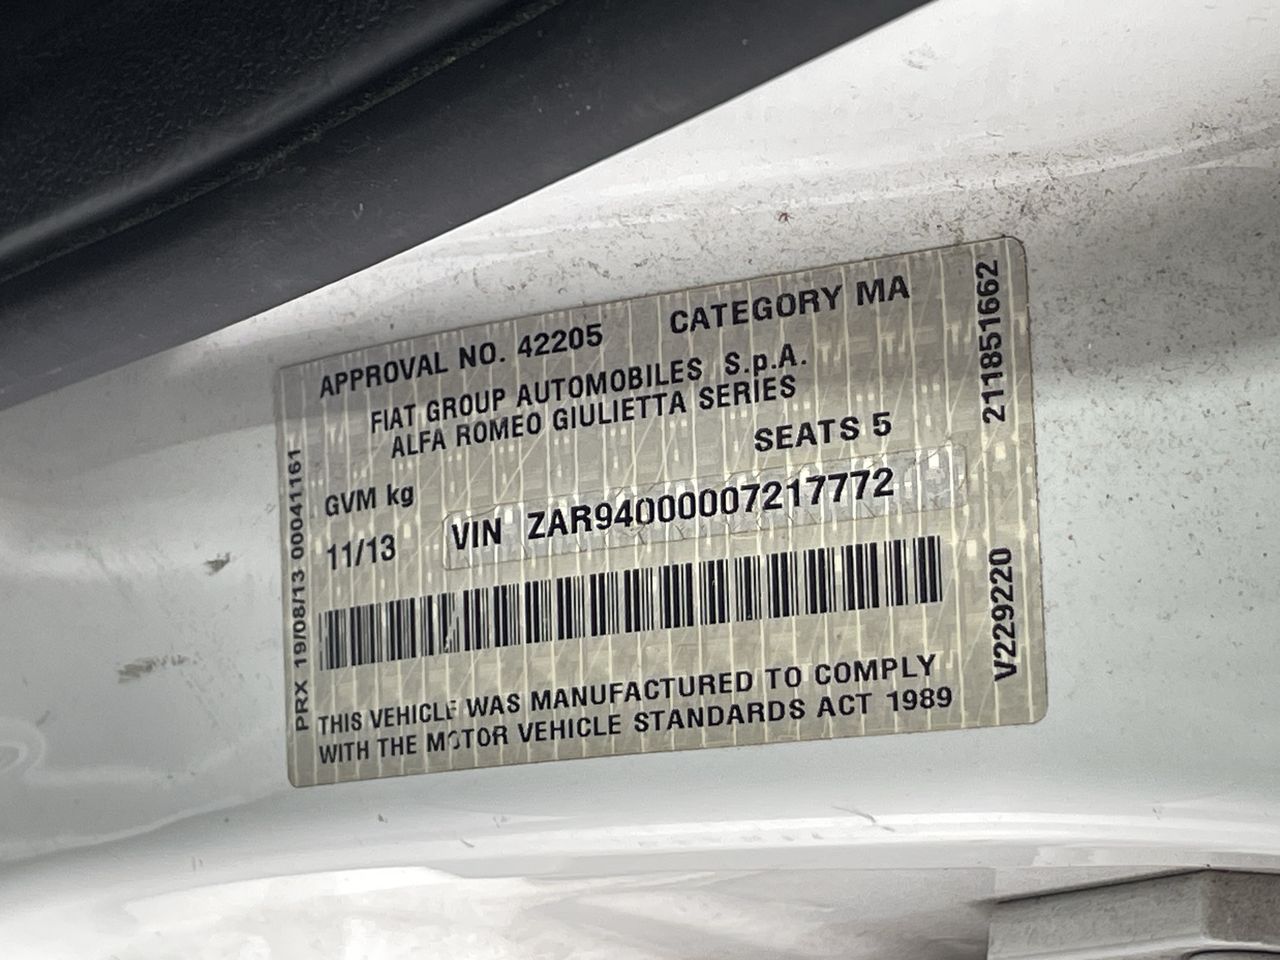 APPROVAL NO. 42205 CATEGORY MA
FIAT GROUP AUTOMOBILES S.p.A.
ALFA ROMEO GIULIETTA SERIES
SEATS 5
GVM kg
11/13 VIN ZAR94000007217772
THIS VEHICLE WAS MANUFACTURED TO COMPLY
WITH THE MOTOR VEHICLE STANDARDS ACT 1989
PRX 19/08/13 00041161
211851662
V229220